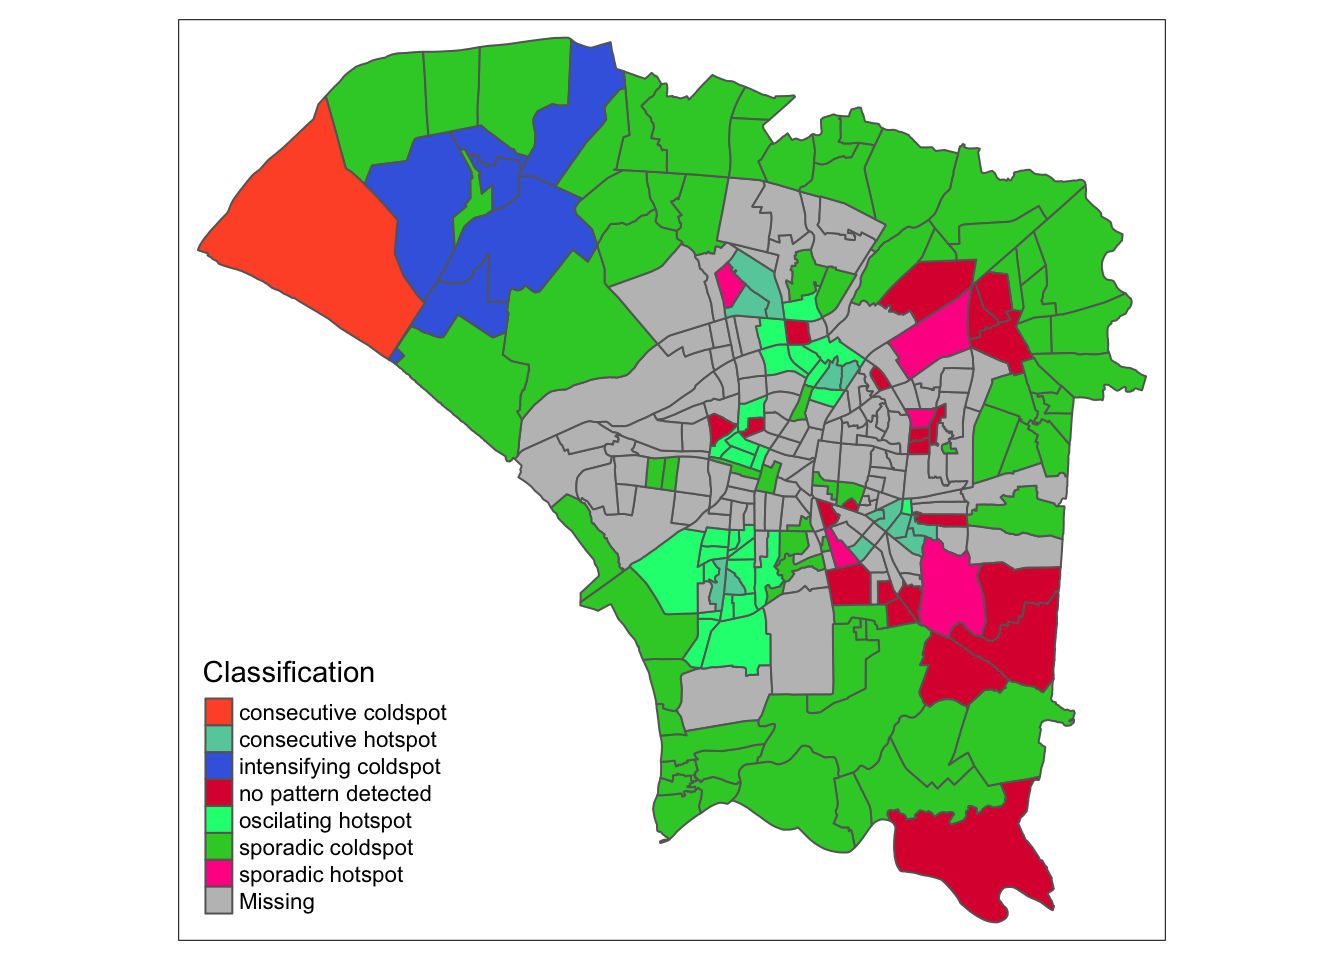 Classification
consecutive coldspot
consecutive hotspot
intensifying coldspot
no pattern detected
oscilating hotspot
sporadic coldspot
sporadic hotspot
Missing